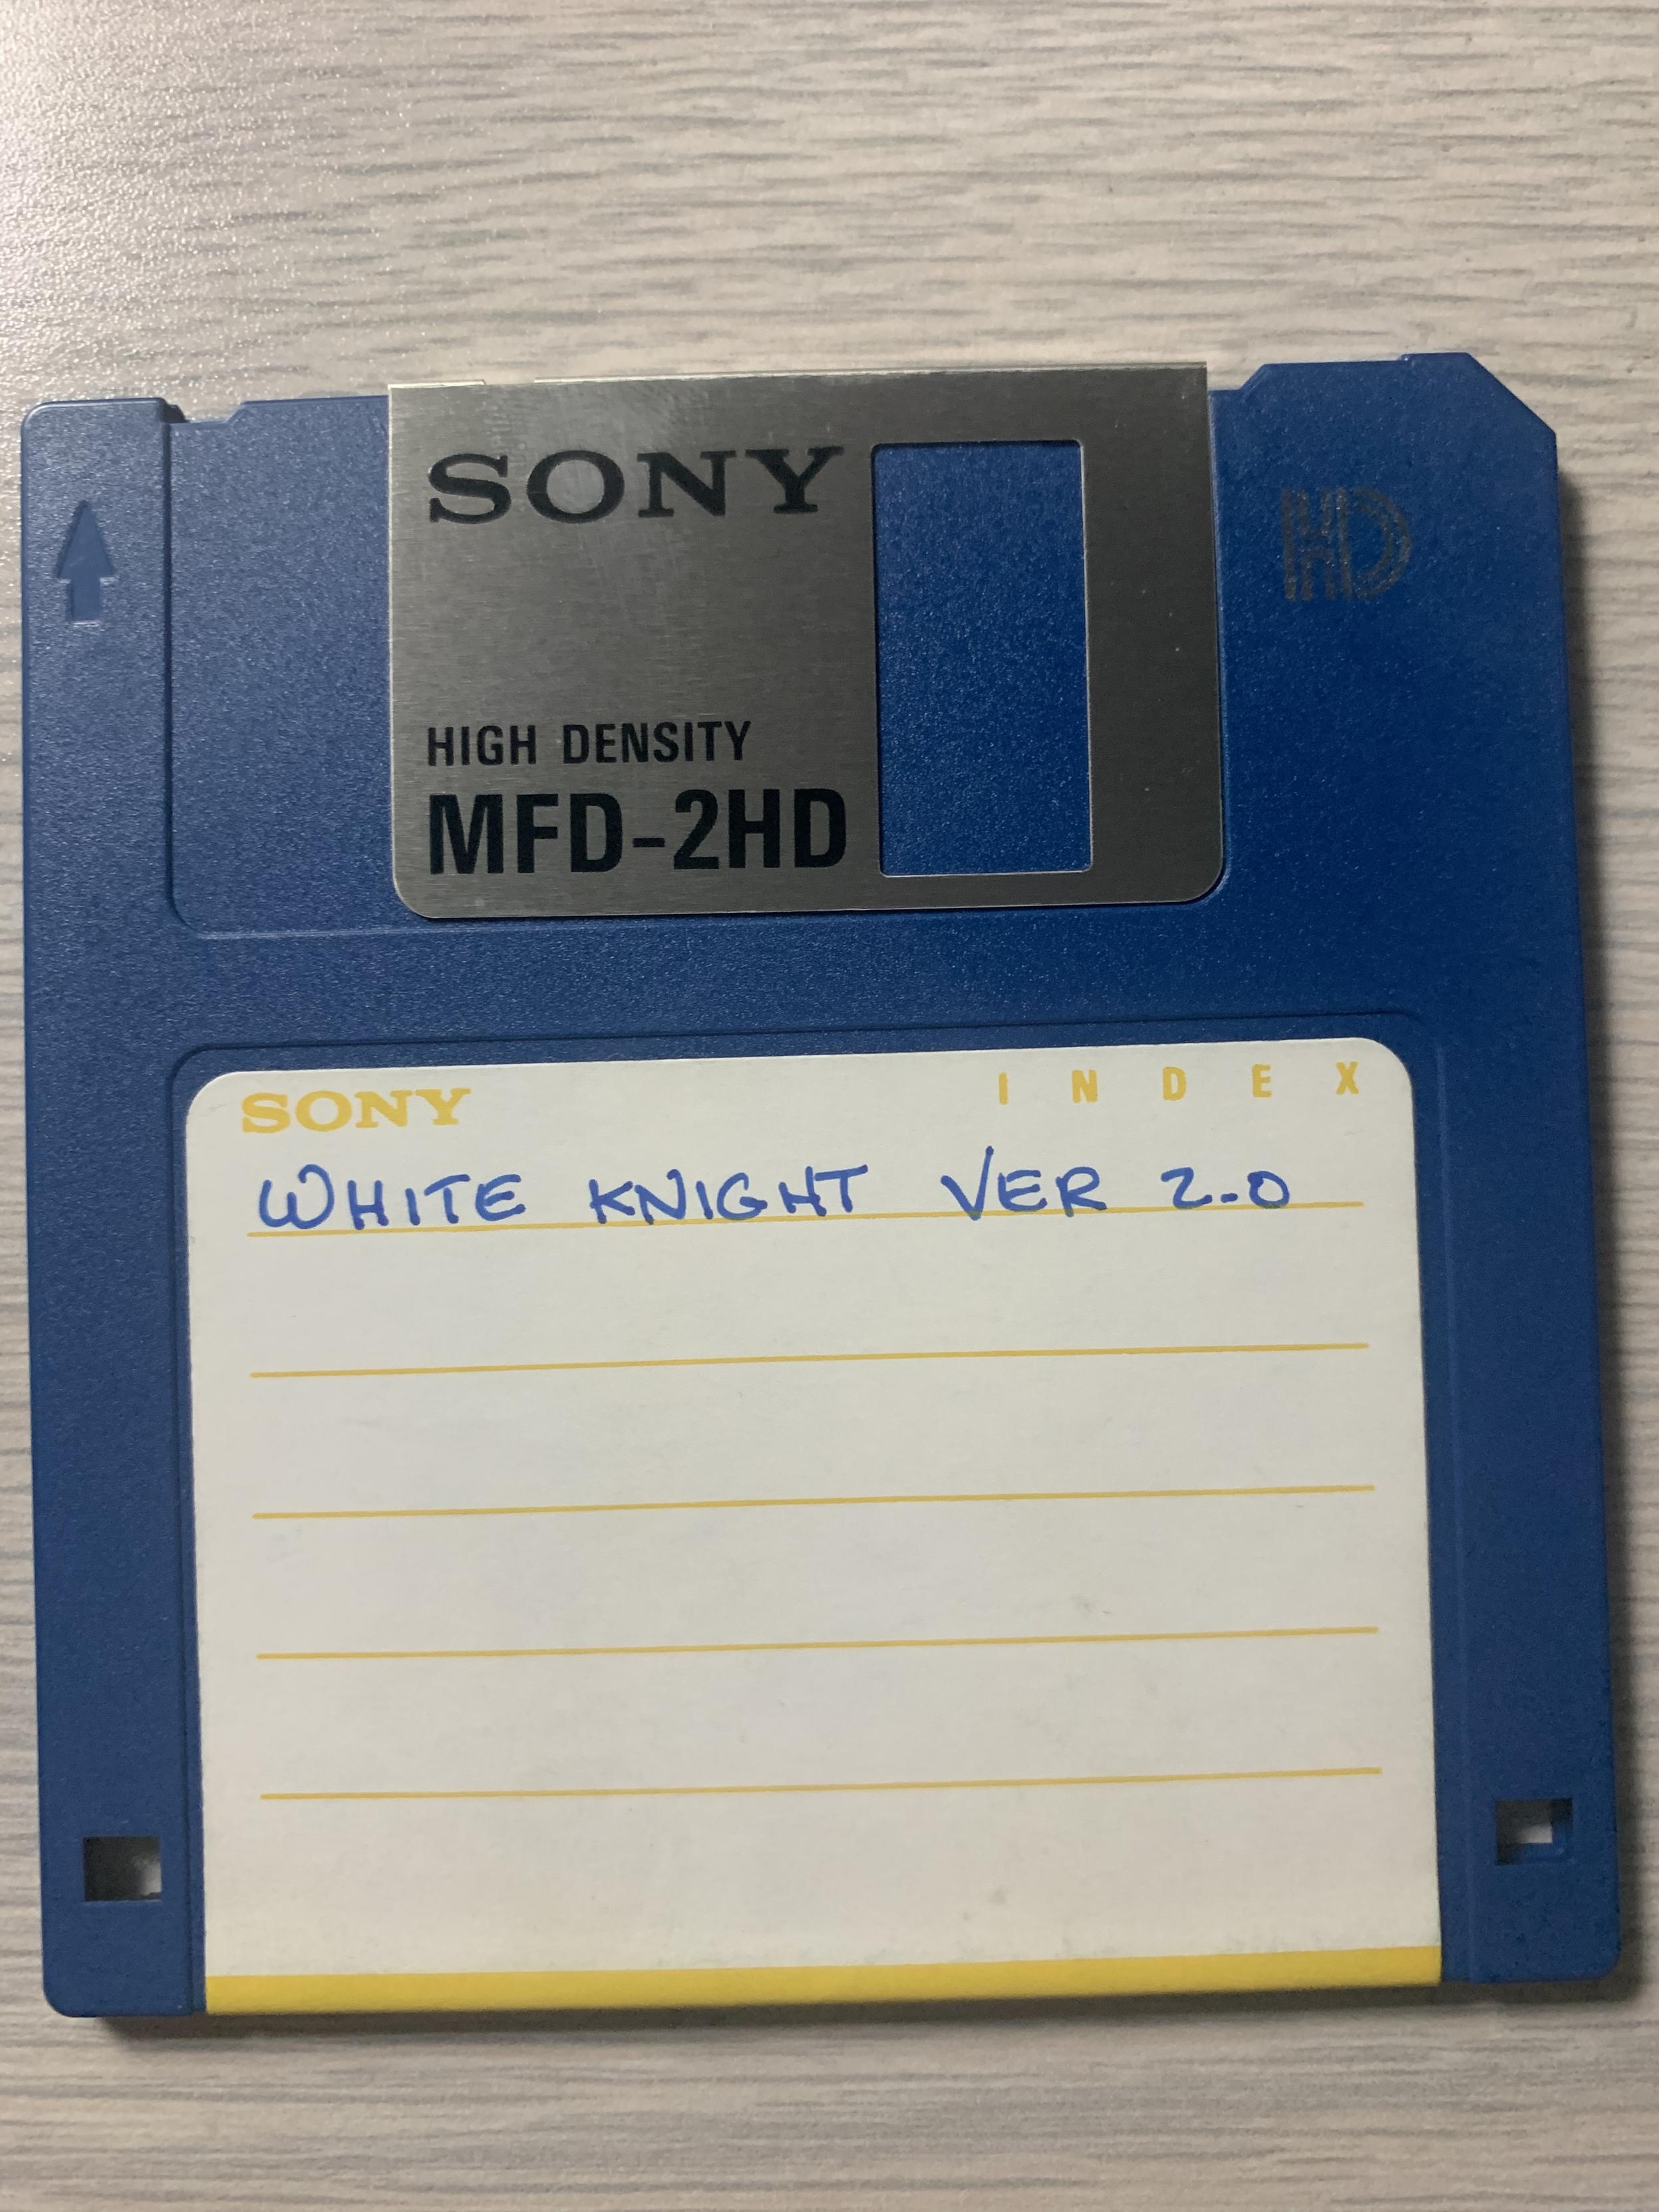 SONY
HD
HIGH DENSITY
MFD-2HD
SONY INDEX
WHITE KNIGHT VER 2.0